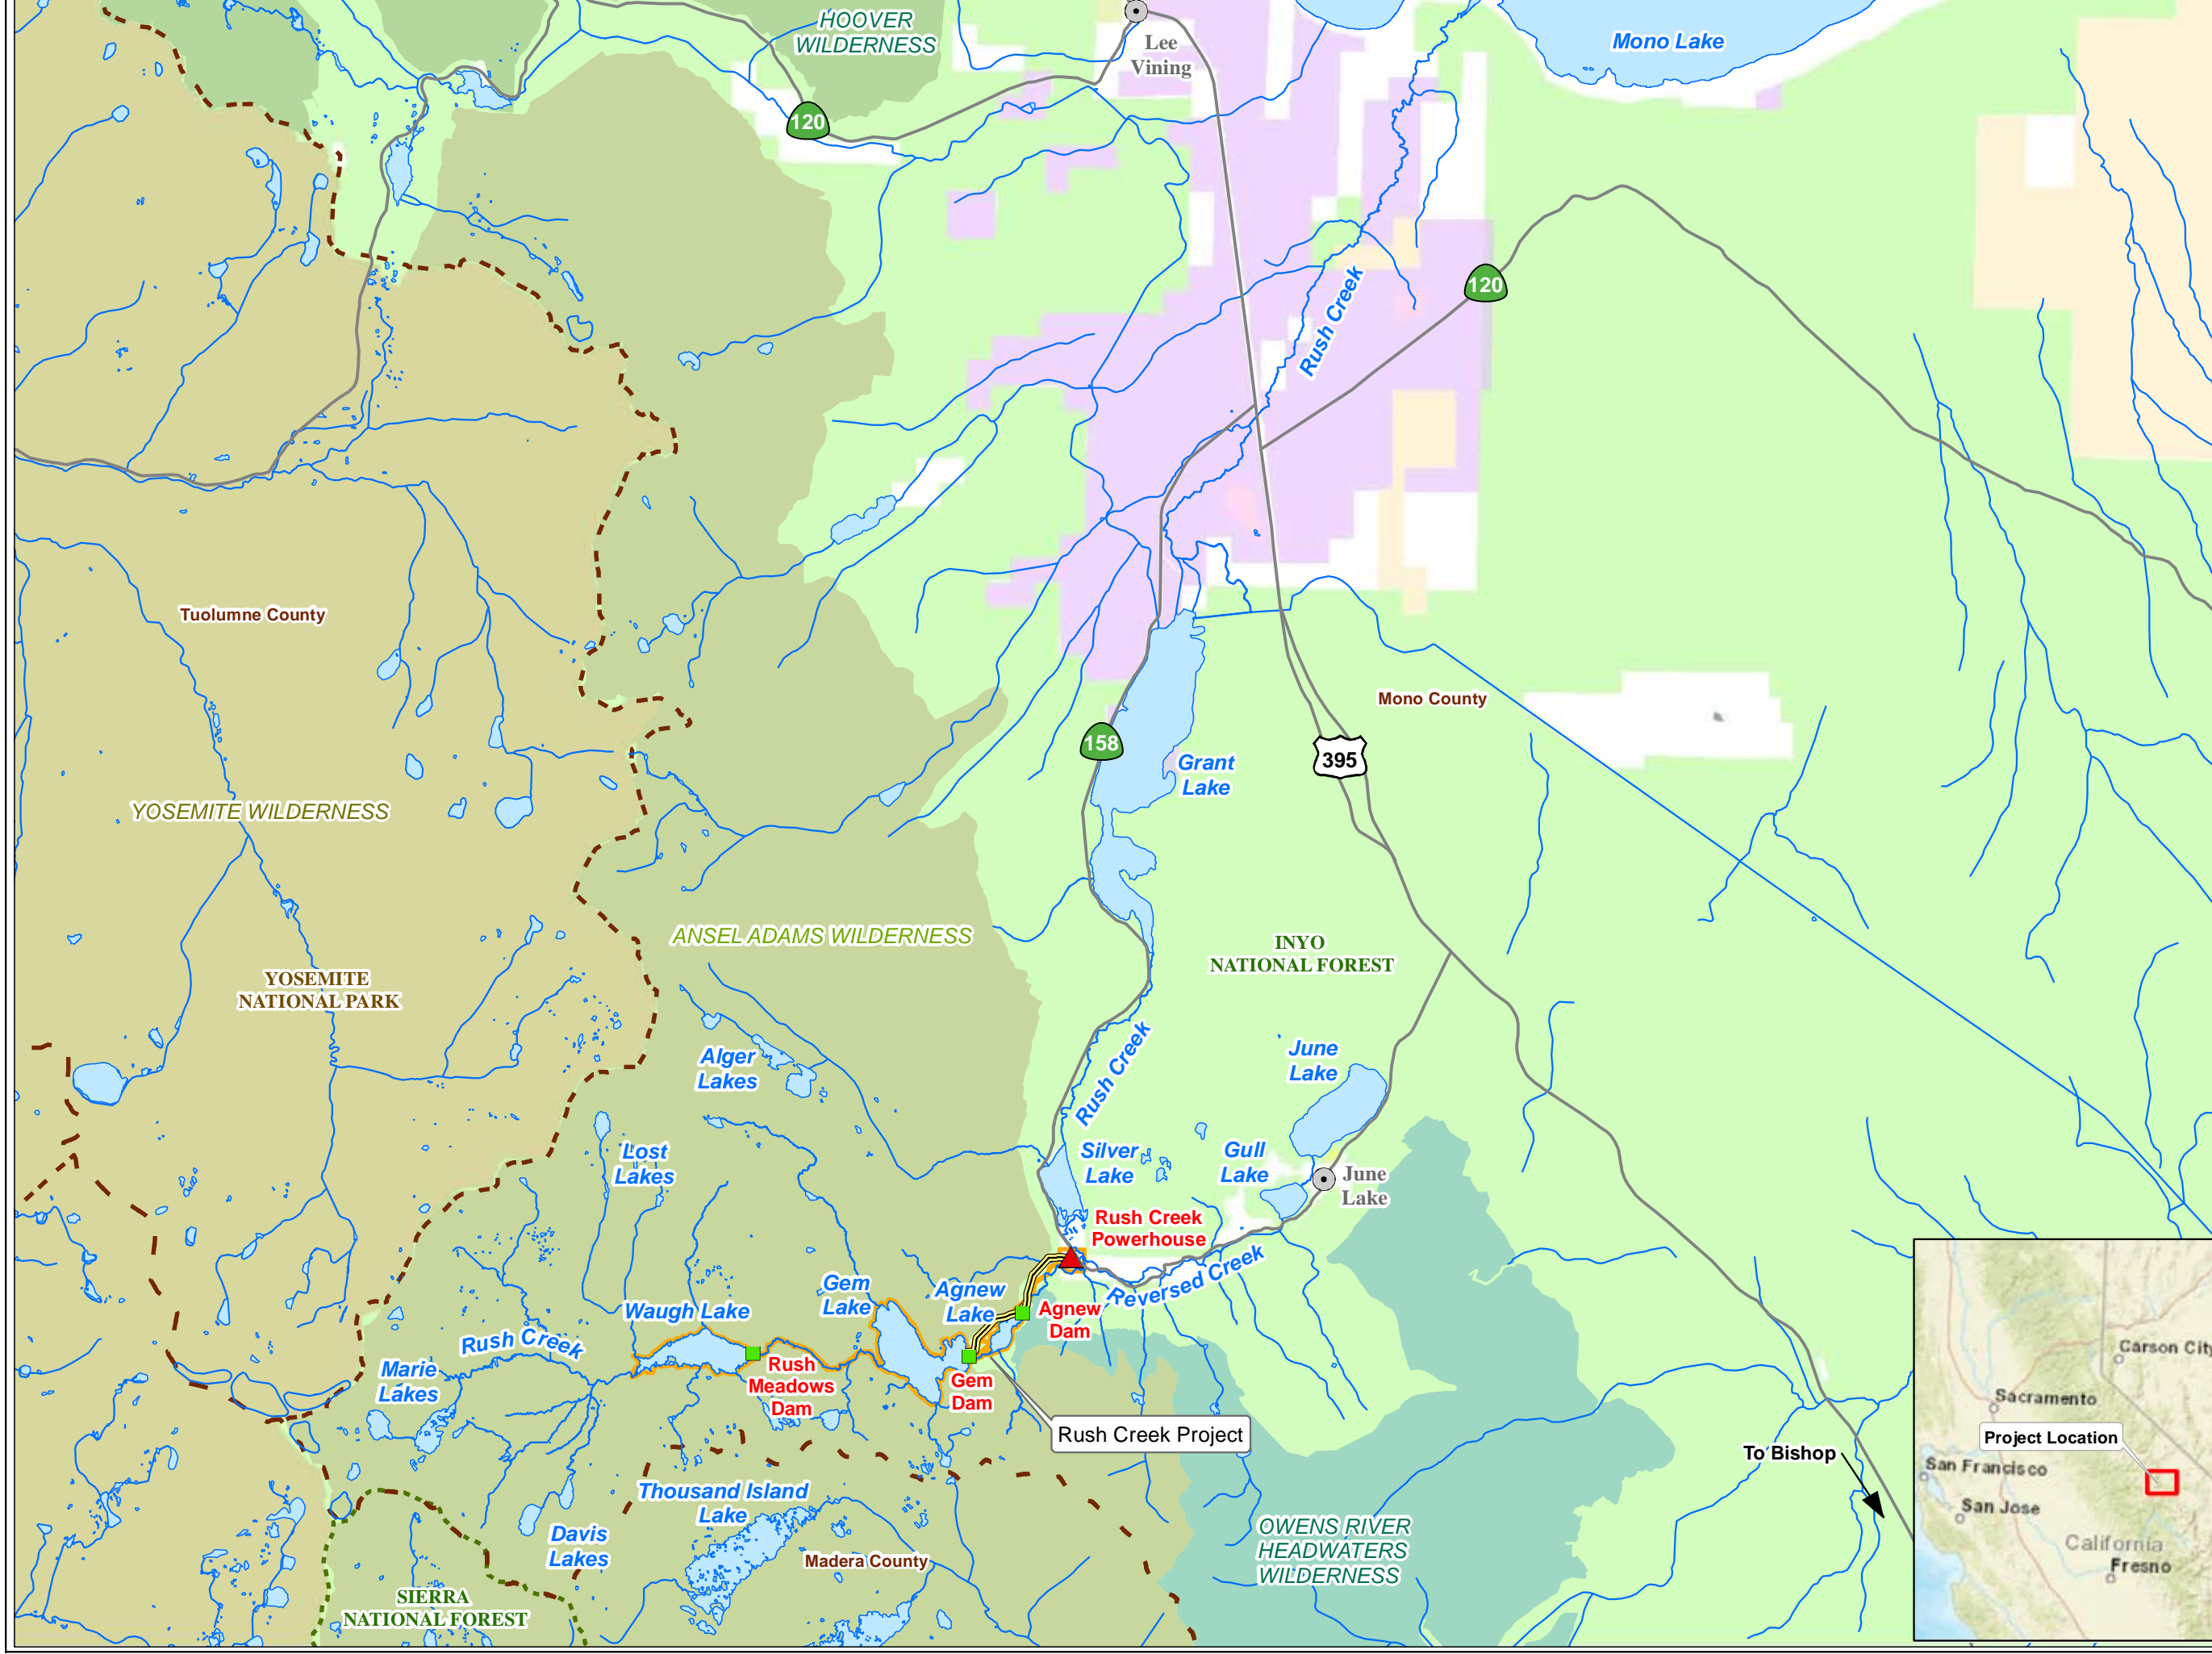 HOOVER
WILDERNESS
Lee
Vining
Mono Lake
120
120
Rush Creek
Tuolumne County
Mono County
158
395
Grant
Lake
YOSEMITE WILDERNESS
ANSEL ADAMS WILDERNESS
INYO
NATIONAL FOREST
YOSEMITE
NATIONAL PARK
Alger
Lakes
Rush Creek
June
Lake
Lost
Lakes
Silver
Lake
Gull
Lake
June
Lake
Rush Creek
Powerhouse
Reversed Creek
Gem
Lake
Agnew
Lake
Agnew
Dam
Waugh Lake
Rush Creek
Marie
Lakes
Rush
Meadows
Dam
Gem
Dam
Rush Creek Project
Thousand Island
Lake
Davis
Lakes
Madera County
SIERRA
NATIONAL FOREST
OWENS RIVER
HEADWATERS
WILDERNESS
To Bishop
Carson City
Sacramento
Project Location
San Francisco
San Jose
California
Fresno